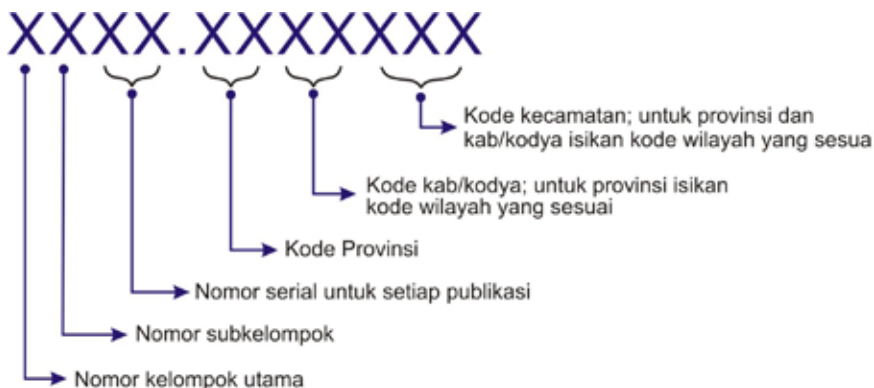 XXXX.XXXXXXX
Kode kecamatan; untuk provinsi dan
kab/kodya isikan kode wilayah yang sesua
Kode kab/kodya; untuk provinsi isikan
kode wilayah yang sesuai
Kode Provinsi
Nomor serial untuk setiap publikasi
Nomor subkelompok
Nomor kelompok utama